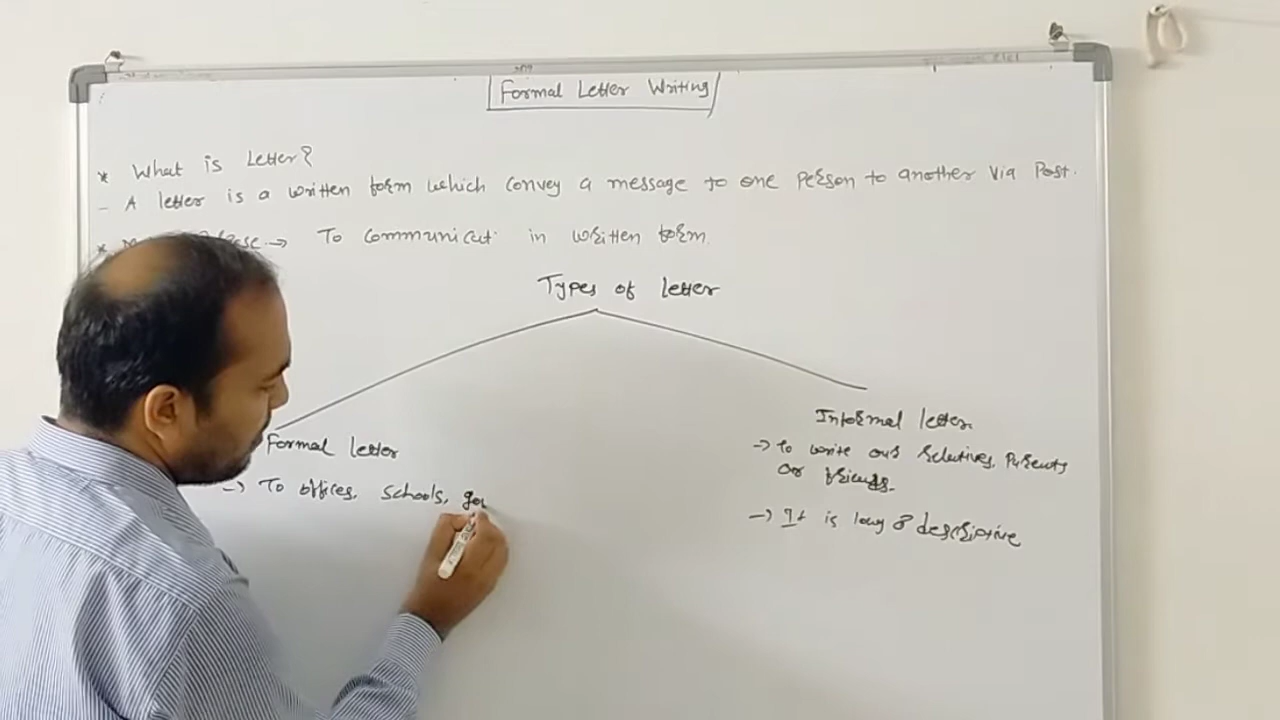 Formal Letter Writing
* What is Letter?
- A letter is a written form which convey a message to one person to another via Post.
* To Communicat in written form
Types of letter
Formal letter
-> To offices, schools, gov
Informal letter
-> To write our relatives, Parents
or friends.
-> It is long & descriptive